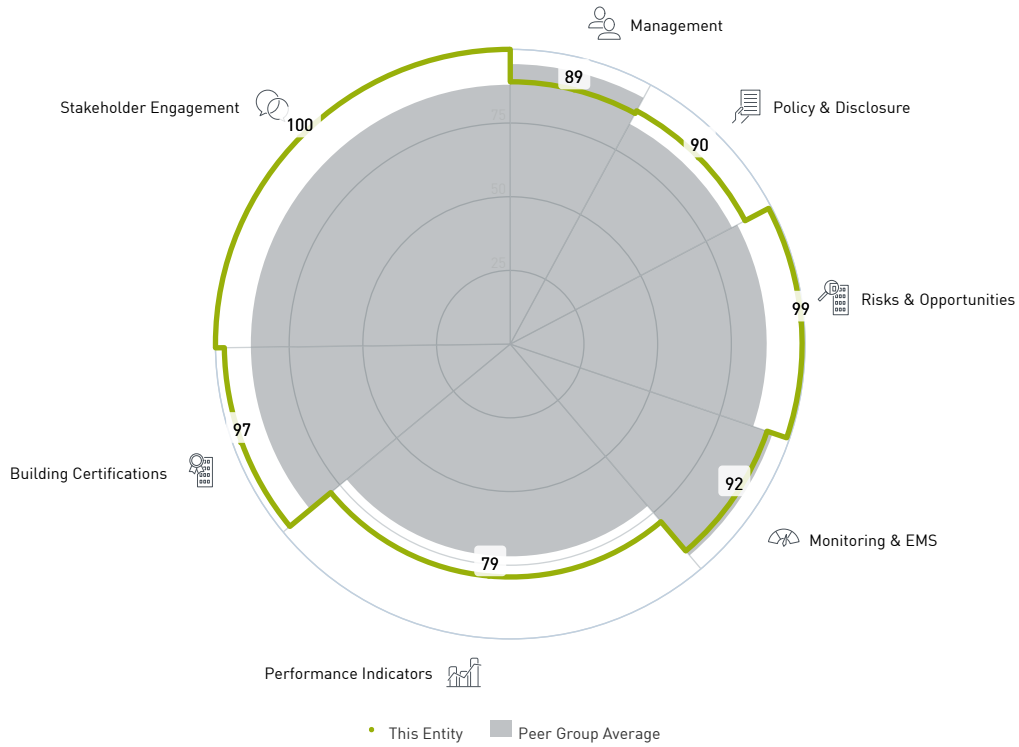 Management
89
Stakeholder Engagement
100
Policy & Disclosure
75
90
50
25
Risks & Opportunities
99
97
Building Certifications
92
Monitoring & EMS
79
Performance Indicators
This Entity
Peer Group Average